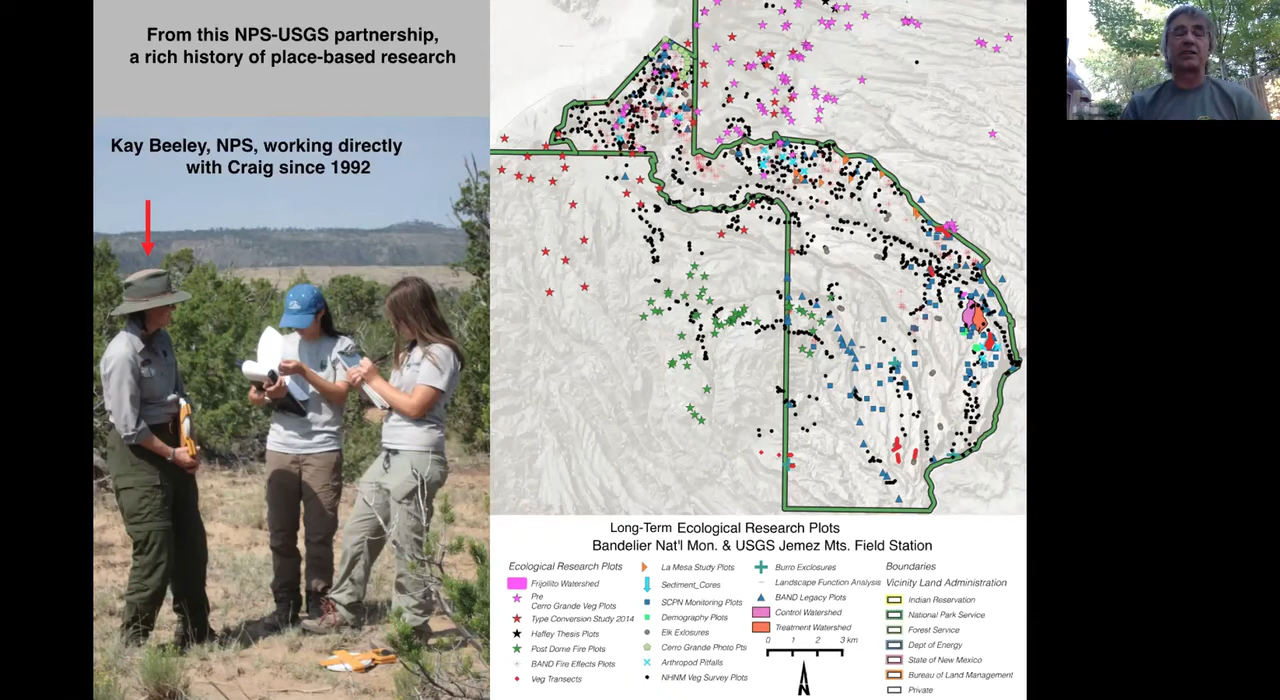 From this NPS-USGS partnership,
a rich history of place-based research
Kay Beeley, NPS, working directly
with Craig since 1992
Long-Term Ecological Research Plots
Bandelier Nat'l Mon. & USGS Jemez Mts. Field Station
Ecological Research Plots
Frijolito Watershed
Pre
Cerro Grande Veg Plots
Type Conversion Study 2014
Haffey Thesis Plots
Post Dome Fire Plots
BAND Fire Effects Plots
Veg Transects
La Mesa Study Plots
Sediment_Cores
SCPN Monitoring Plots
Demography Plots
Elk Exlosures
Cerro Grande Photo Pts
Arthropod Pitfalls
NHNM Veg Survey Plots
Burro Exclosures
Landscape Function Analysis
BAND Legacy Plots
Control Watershed
Treatment Watershed
0 1 2 3 km
N
Boundaries
Vicinity Land Administration
Indian Reservation
National Park Service
Forest Service
Dept of Energy
State of New Mexico
Bureau of Land Management
Private